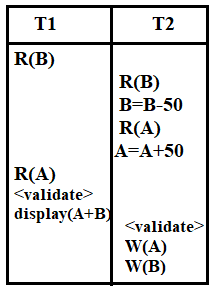 T1 T2
R(B)
R(B)
B=B-50
R(A)
A=A+50
R(A)
<validate>
display(A+B)
<validate>
W(A)
W(B)